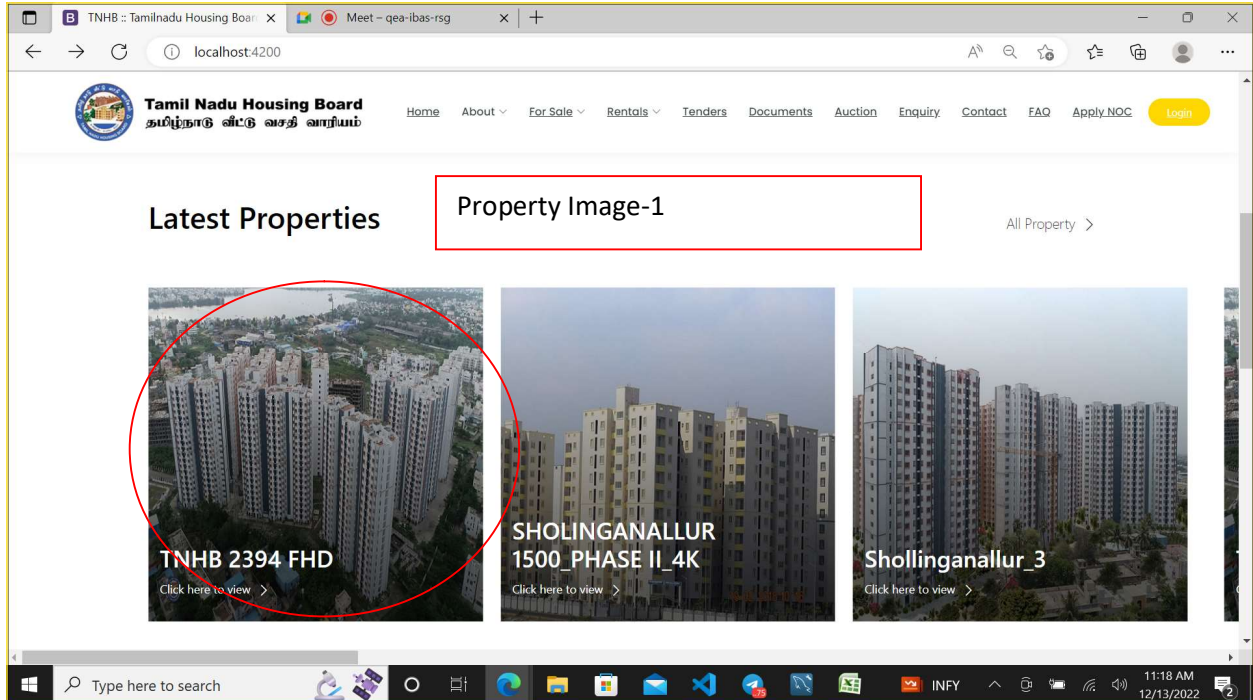 TNHB :: Tamilnadu Housing Boar
Meet – qea-ibas-rsg
localhost:4200
Tamil Nadu Housing Board
தமிழ்நாடு வீட்டு வசதி வாரியம்
Home About For Sale Rentals Tenders Documents Auction Enquiry Contact FAQ Apply NOC Login
Latest Properties
Property Image-1
All Property
TNHB 2394 FHD
Click here to view
SHOLINGANALLUR
1500_PHASE II_4K
Click here to view
Shollinganallur_3
Click here to view
Type here to search
INFY
11:18 AM
12/13/2022